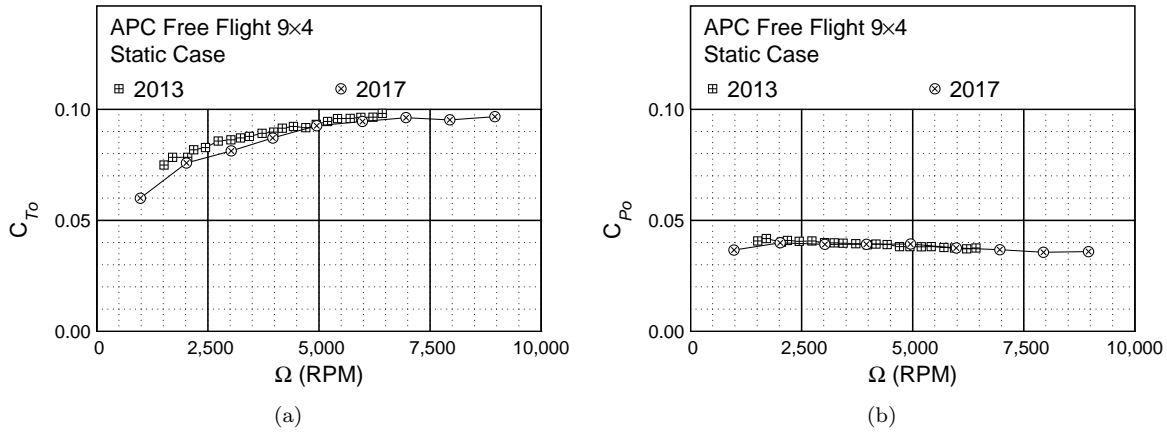 APC Free Flight 9×4
Static Case
2013
2017
0.10
0.05
0.00
C_To
0
2,500
5,000
7,500
10,000
Ω (RPM)
(a)
APC Free Flight 9×4
Static Case
2013
2017
0.10
0.05
0.00
C_Po
0
2,500
5,000
7,500
10,000
Ω (RPM)
(b)